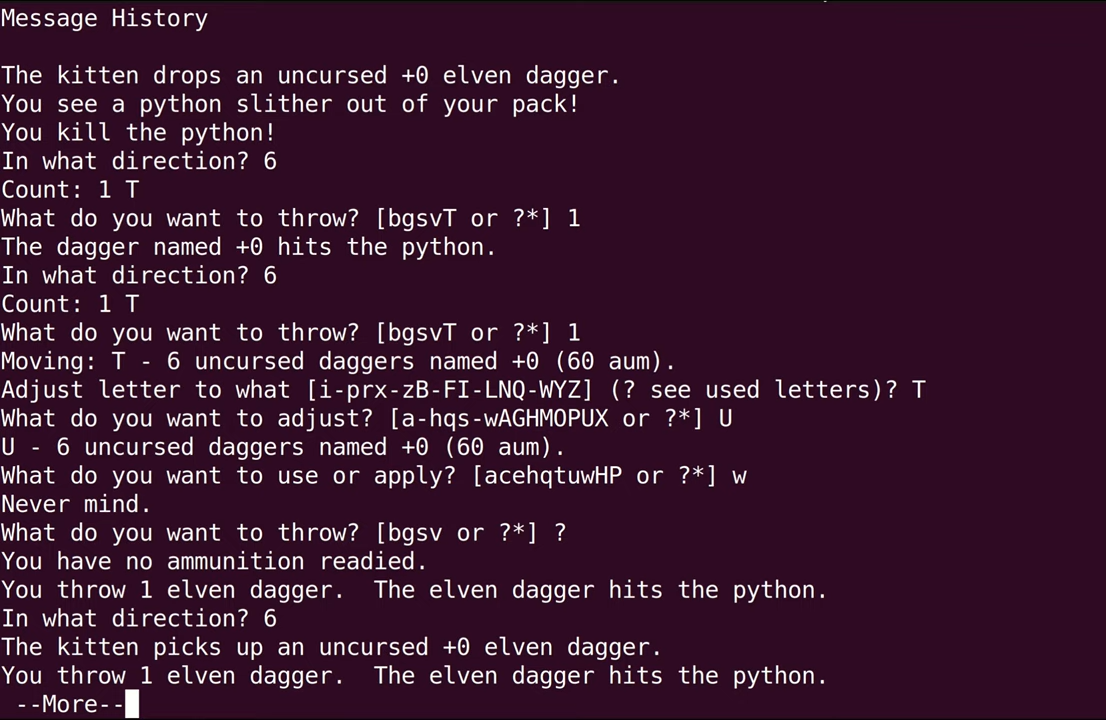 Message History
The kitten drops an uncursed +0 elven dagger.
You see a python slither out of your pack!
You kill the python!
In what direction? 6
Count: 1 T
What do you want to throw? [bgsvT or ?*] 1
The dagger named +0 hits the python.
In what direction? 6
Count: 1 T
What do you want to throw? [bgsvT or ?*] 1
Moving: T - 6 uncursed daggers named +0 (60 aum).
Adjust letter to what [i-prx-zB-FI-LNQ-WYZ] (? see used letters)? T
What do you want to adjust? [a-hqs-wAGHMOPUX or ?*] U
U - 6 uncursed daggers named +0 (60 aum).
What do you want to use or apply? [acehqtuwHP or ?*] w
Never mind.
What do you want to throw? [bgsv or ?*] ?
You have no ammunition readied.
You throw 1 elven dagger.  The elven dagger hits the python.
In what direction? 6
The kitten picks up an uncursed +0 elven dagger.
You throw 1 elven dagger.  The elven dagger hits the python.
--More--